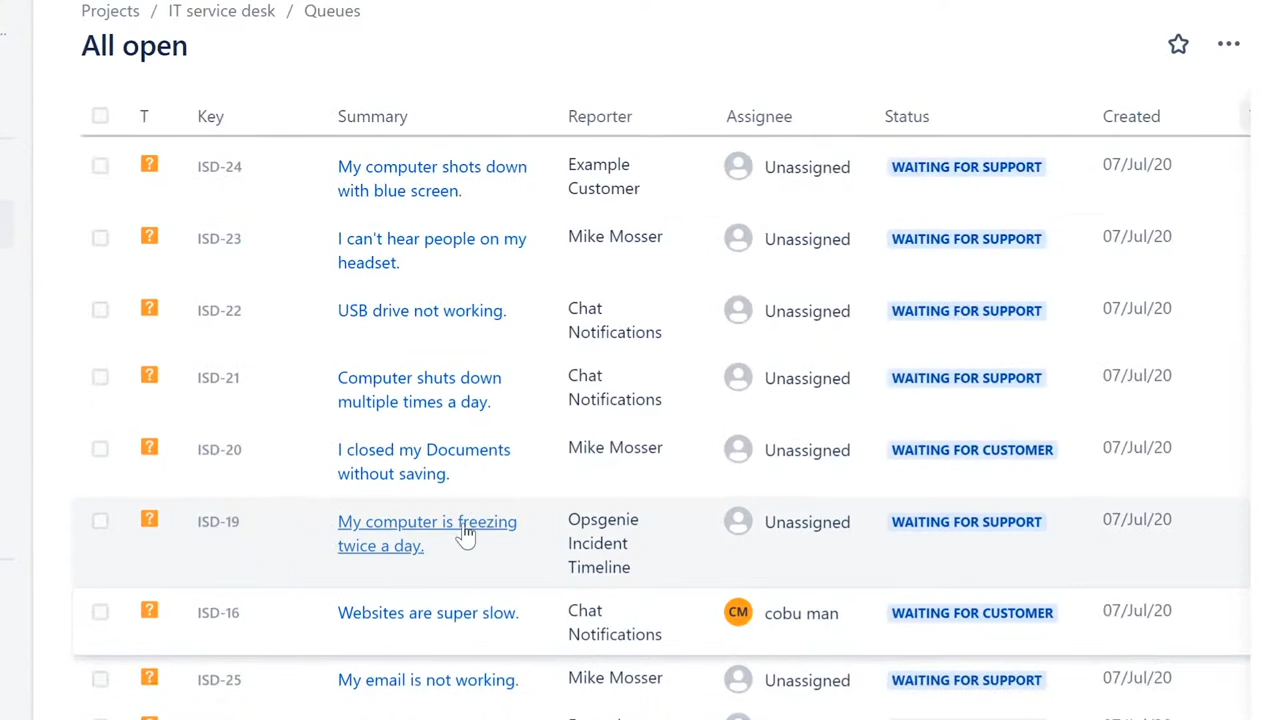 Projects / IT service desk / Queues
All open
T Key Summary Reporter Assignee Status Created
ISD-24 My computer shots down with blue screen. Example Customer Unassigned WAITING FOR SUPPORT 07/Jul/20
ISD-23 I can't hear people on my headset. Mike Mosser Unassigned WAITING FOR SUPPORT 07/Jul/20
ISD-22 USB drive not working. Chat Notifications Unassigned WAITING FOR SUPPORT 07/Jul/20
ISD-21 Computer shuts down multiple times a day. Chat Notifications Unassigned WAITING FOR SUPPORT 07/Jul/20
ISD-20 I closed my Documents without saving. Mike Mosser Unassigned WAITING FOR CUSTOMER 07/Jul/20
ISD-19 My computer is freezing twice a day. Opsgenie Incident Timeline Unassigned WAITING FOR SUPPORT 07/Jul/20
ISD-16 Websites are super slow. Chat Notifications CM cobu man WAITING FOR CUSTOMER 07/Jul/20
ISD-25 My email is not working. Mike Mosser Unassigned WAITING FOR SUPPORT 07/Jul/20